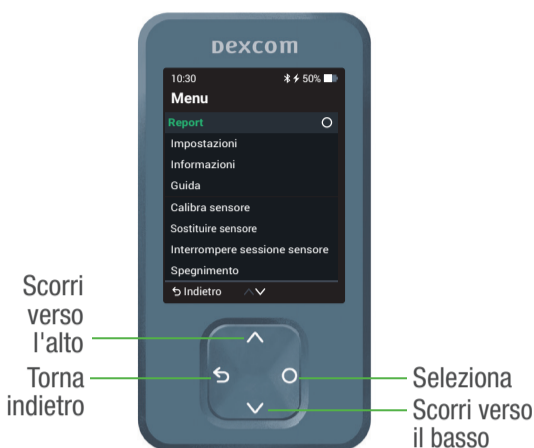 Dexcom
10:30 50%
Menu
Report
Impostazioni
Informazioni
Guida
Calibra sensore
Sostituire sensore
Interrompere sessione sensore
Spegnimento
Indietro
Scorri
verso
l'alto
Torna
indietro
Seleziona
Scorri verso
il basso